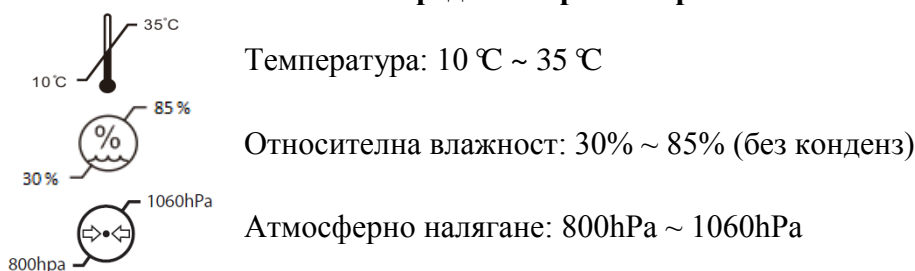 35℃
10℃
Температура: 10 ℃ ~ 35 ℃
85 %
%
30 %
Относителна влажност: 30% ~ 85% (без конденз)
1060hPa
800hpa
Атмосферно налягане: 800hPa ~ 1060hPa